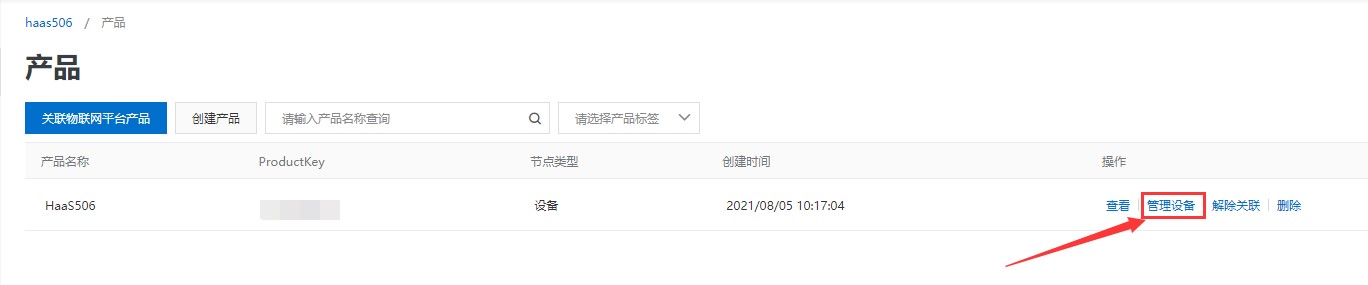 haas506 / 产品
产品
关联物联网平台产品 创建产品 请输入产品名称查询 请选择产品标签
产品名称 ProductKey 节点类型 创建时间 操作
HaaS506 设备 2021/08/05 10:17:04 查看 管理设备 解除关联 删除